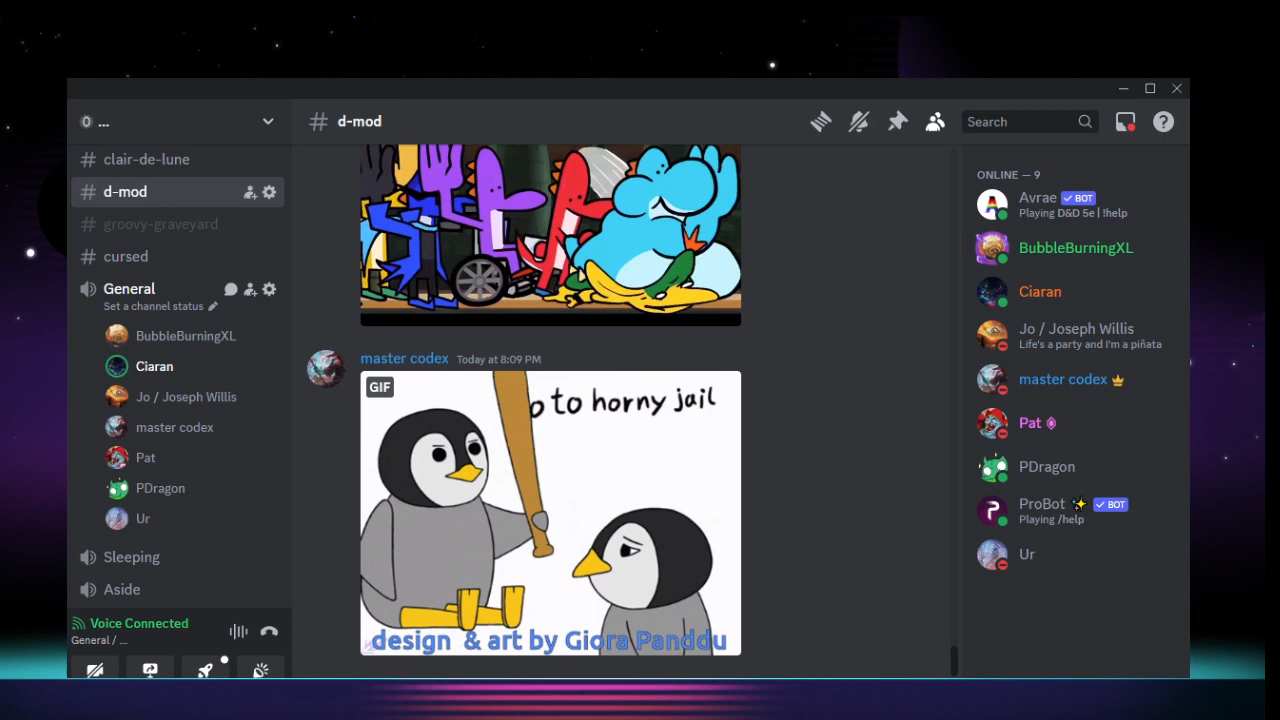 ...
clair-de-lune
d-mod
groovy-graveyard
cursed
General
Set a channel status
BubbleBurningXL
Ciaran
Jo / Joseph Willis
master codex
Pat
PDragon
Ur
Sleeping
Aside
Voice Connected
General / ...
d-mod
Search
master codex Today at 8:09 PM
GIF
o to horny jail
design & art by Giora Panddu
ONLINE — 9
Avrae BOT
Playing D&D 5e | !help
BubbleBurningXL
Ciaran
Jo / Joseph Willis
Life's a party and I'm a piñata
master codex
Pat
PDragon
ProBot ✨ BOT
Playing /help
Ur